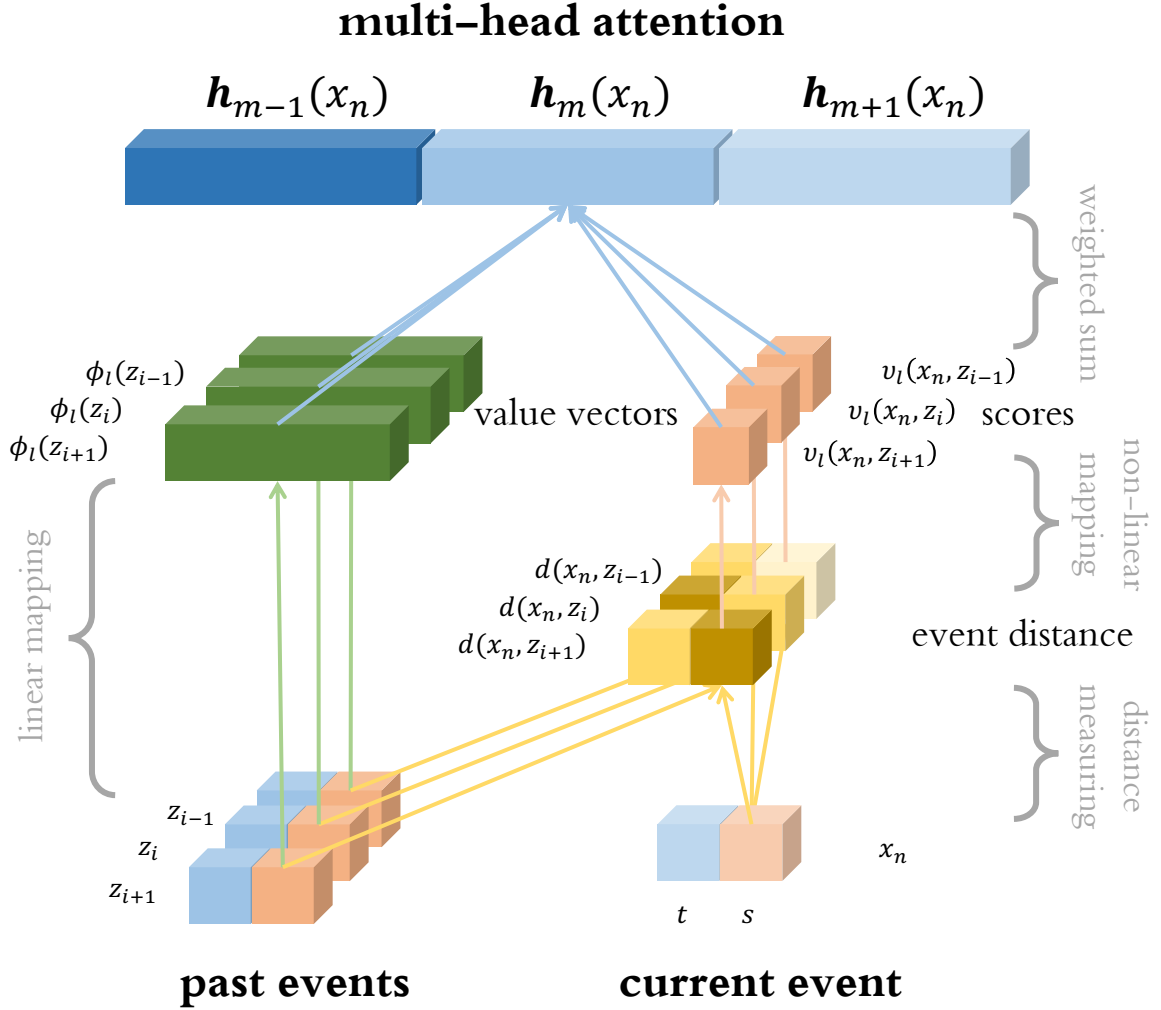 multi–head attention
h_{m−1}(x_n)
h_m(x_n)
h_{m+1}(x_n)
weighted sum
ϕ_l(z_{i−1})
ϕ_l(z_i)
ϕ_l(z_{i+1})
value vectors
υ_l(x_n, z_{i−1})
υ_l(x_n, z_i)
υ_l(x_n, z_{i+1})
scores
linear mapping
non–linear
mapping
d(x_n, z_{i−1})
d(x_n, z_i)
d(x_n, z_{i+1})
event distance
distance
measuring
z_{i−1}
z_i
z_{i+1}
x_n
t
s
past events
current event